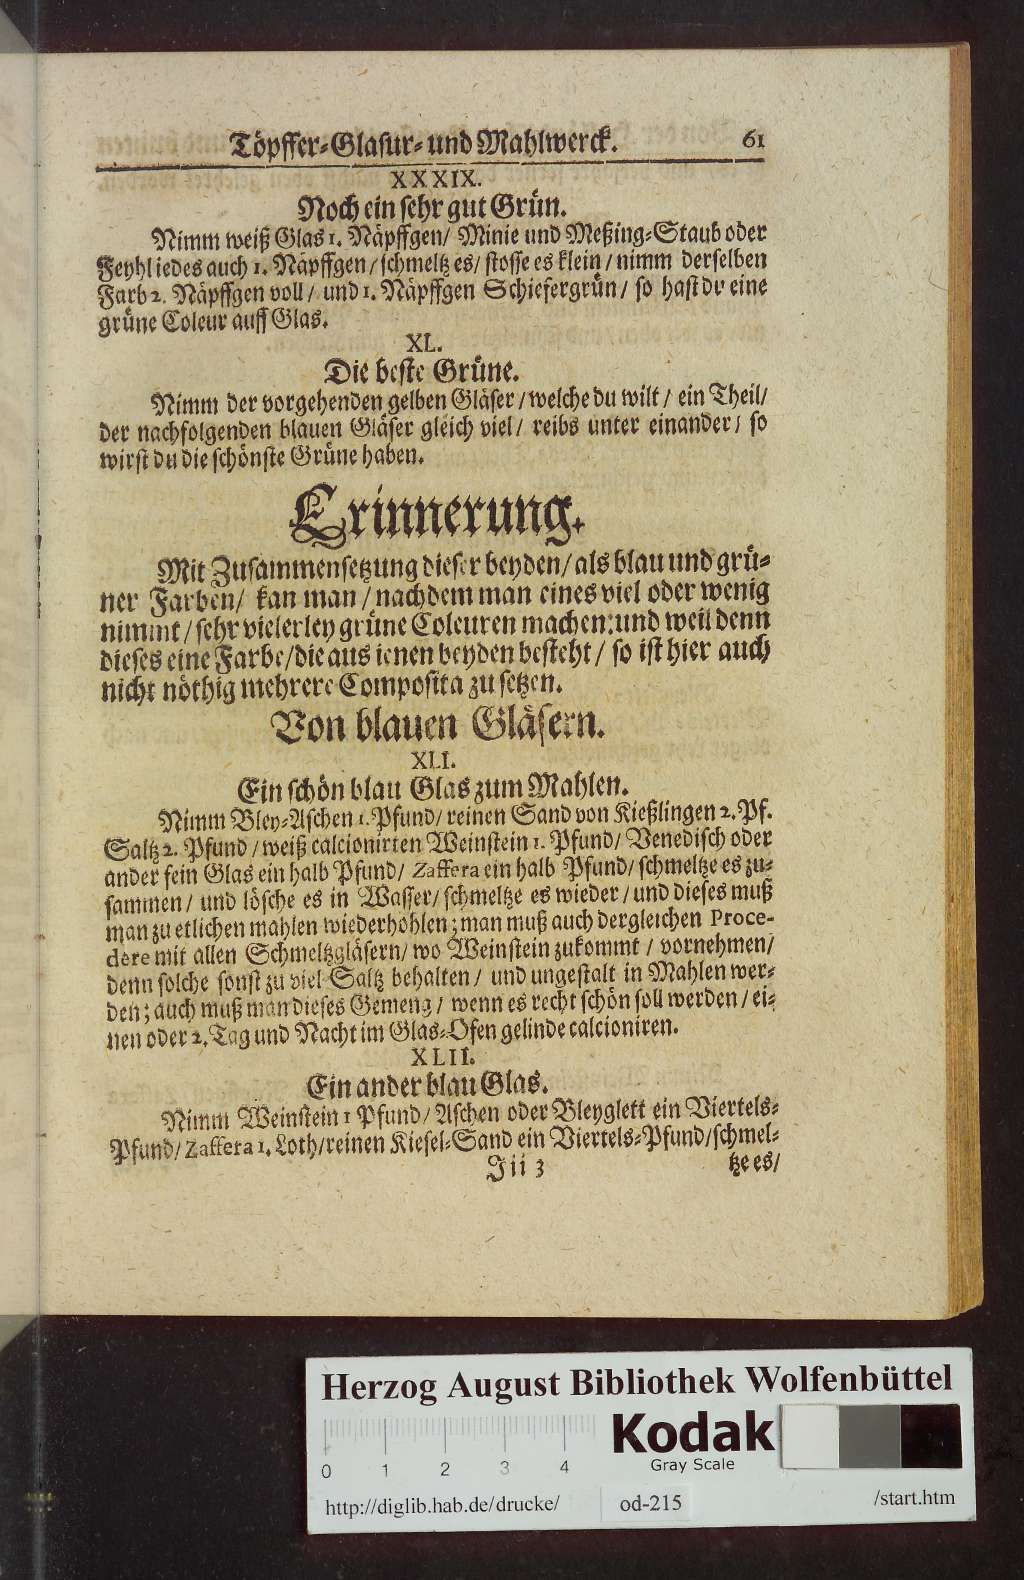 Töpffer-Glasur- und Mahlwerck. 61
XXXIX.
Noch ein sehr gut Grün.
Nimm weiß Glas 1. Näpffgen/ Minie und Meßing-Staub oder
Feyhl iedes auch 1. Näpffgen/ schmeltz es/ stosse es klein/ nimm derselben
Farb 2. Näpffgen voll/ und 1. Näpffgen Schiefergrün/ so hast du eine
grüne Coleur auff Glas.
XL.
Die beste Grüne.
Nimm der vorgehenden gelben Gläser/ welche du wilt/ ein Theil/
der nachfolgenden blauen Gläser gleich viel/ reibs unter einander/ so
wirst du die schönste Grüne haben.
Erinnerung.
Mit Zusammensetzung dieser beyden/ als blau und grü-
ner Farben/ kan man/ nachdem man eines viel oder wenig
nimmt/ sehr vielerley grüne Coleuren machen: und weil denn
dieses eine Farbe/ die aus ienen beyden besteht/ so ist hier auch
nicht nöthig mehrere Composita zu setzen.
Von blauen Gläsern.
XLI.
Ein schön blau Glas zum Mahlen.
Nimm Bley-Aschen 1. Pfund/ reinen Sand von Kießlingen 2. Pf.
Saltz 2. Pfund/ weiß calcionirten Weinstein 1. Pfund/ Venedisch oder
ander fein Glas ein halb Pfund/ Zaffera ein halb Pfund/ schmeltze es zu-
sammen/ und lösche es in Wasser/ schmeltze es wieder/ und dieses muß
man zu etlichen mahlen wiederhohlen; man muß auch dergleichen Proce-
dere mit allen Schmeltzgläsern/ wo Weinstein zukommt/ vornehmen/
denn solche sonst zu viel Saltz behalten/ und ungestalt in Mahlen wer-
den; auch muß man dieses Gemeng/ wenn es recht schön soll werden/ ei-
nen oder 2. Tag und Nacht im Glas-Ofen gelinde calcioniren.
XLII.
Ein ander blau Glas.
Nimm Weinstein 1 Pfund/ Aschen oder Bleyglett ein Viertels-
Pfund/ Zaffera 1. Loth/ reinen Kiesel-Sand ein Viertels-Pfund/ schmel-
Jii 3 tze es/
Herzog August Bibliothek Wolfenbüttel
Kodak
Gray Scale
0 1 2 3 4
http://diglib.hab.de/drucke/ od-215 /start.htm